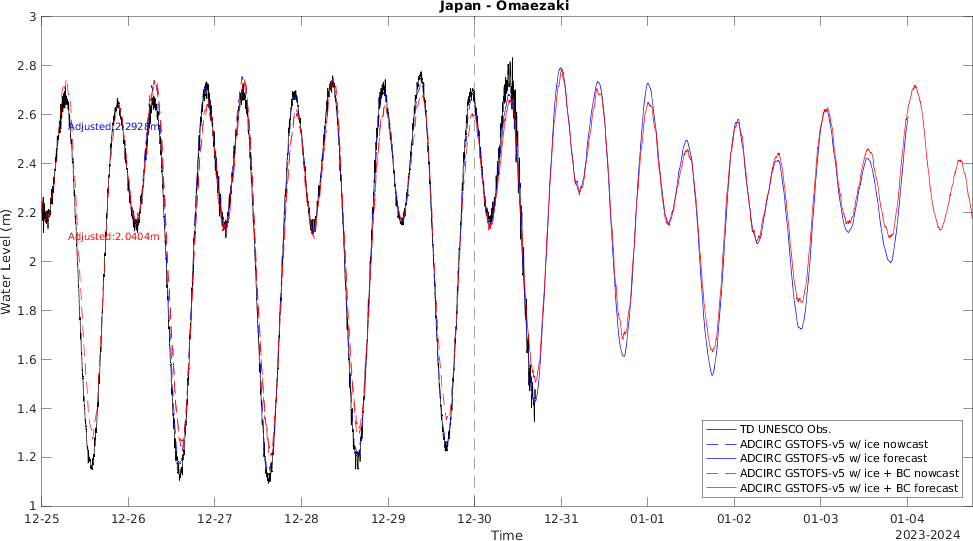 Japan - Omaezaki
3
2.8
2.6
2.4
2.2
2
1.8
1.6
1.4
1.2
1
Water Level (m)
Adjusted:2.2928m
Adjusted:2.0404m
TD UNESCO Obs.
ADCIRC GSTOFS-v5 w/ ice nowcast
ADCIRC GSTOFS-v5 w/ ice forecast
ADCIRC GSTOFS-v5 w/ ice + BC nowcast
ADCIRC GSTOFS-v5 w/ ice + BC forecast
12-25 12-26 12-27 12-28 12-29 12-30 12-31 01-01 01-02 01-03 01-04
Time
2023-2024